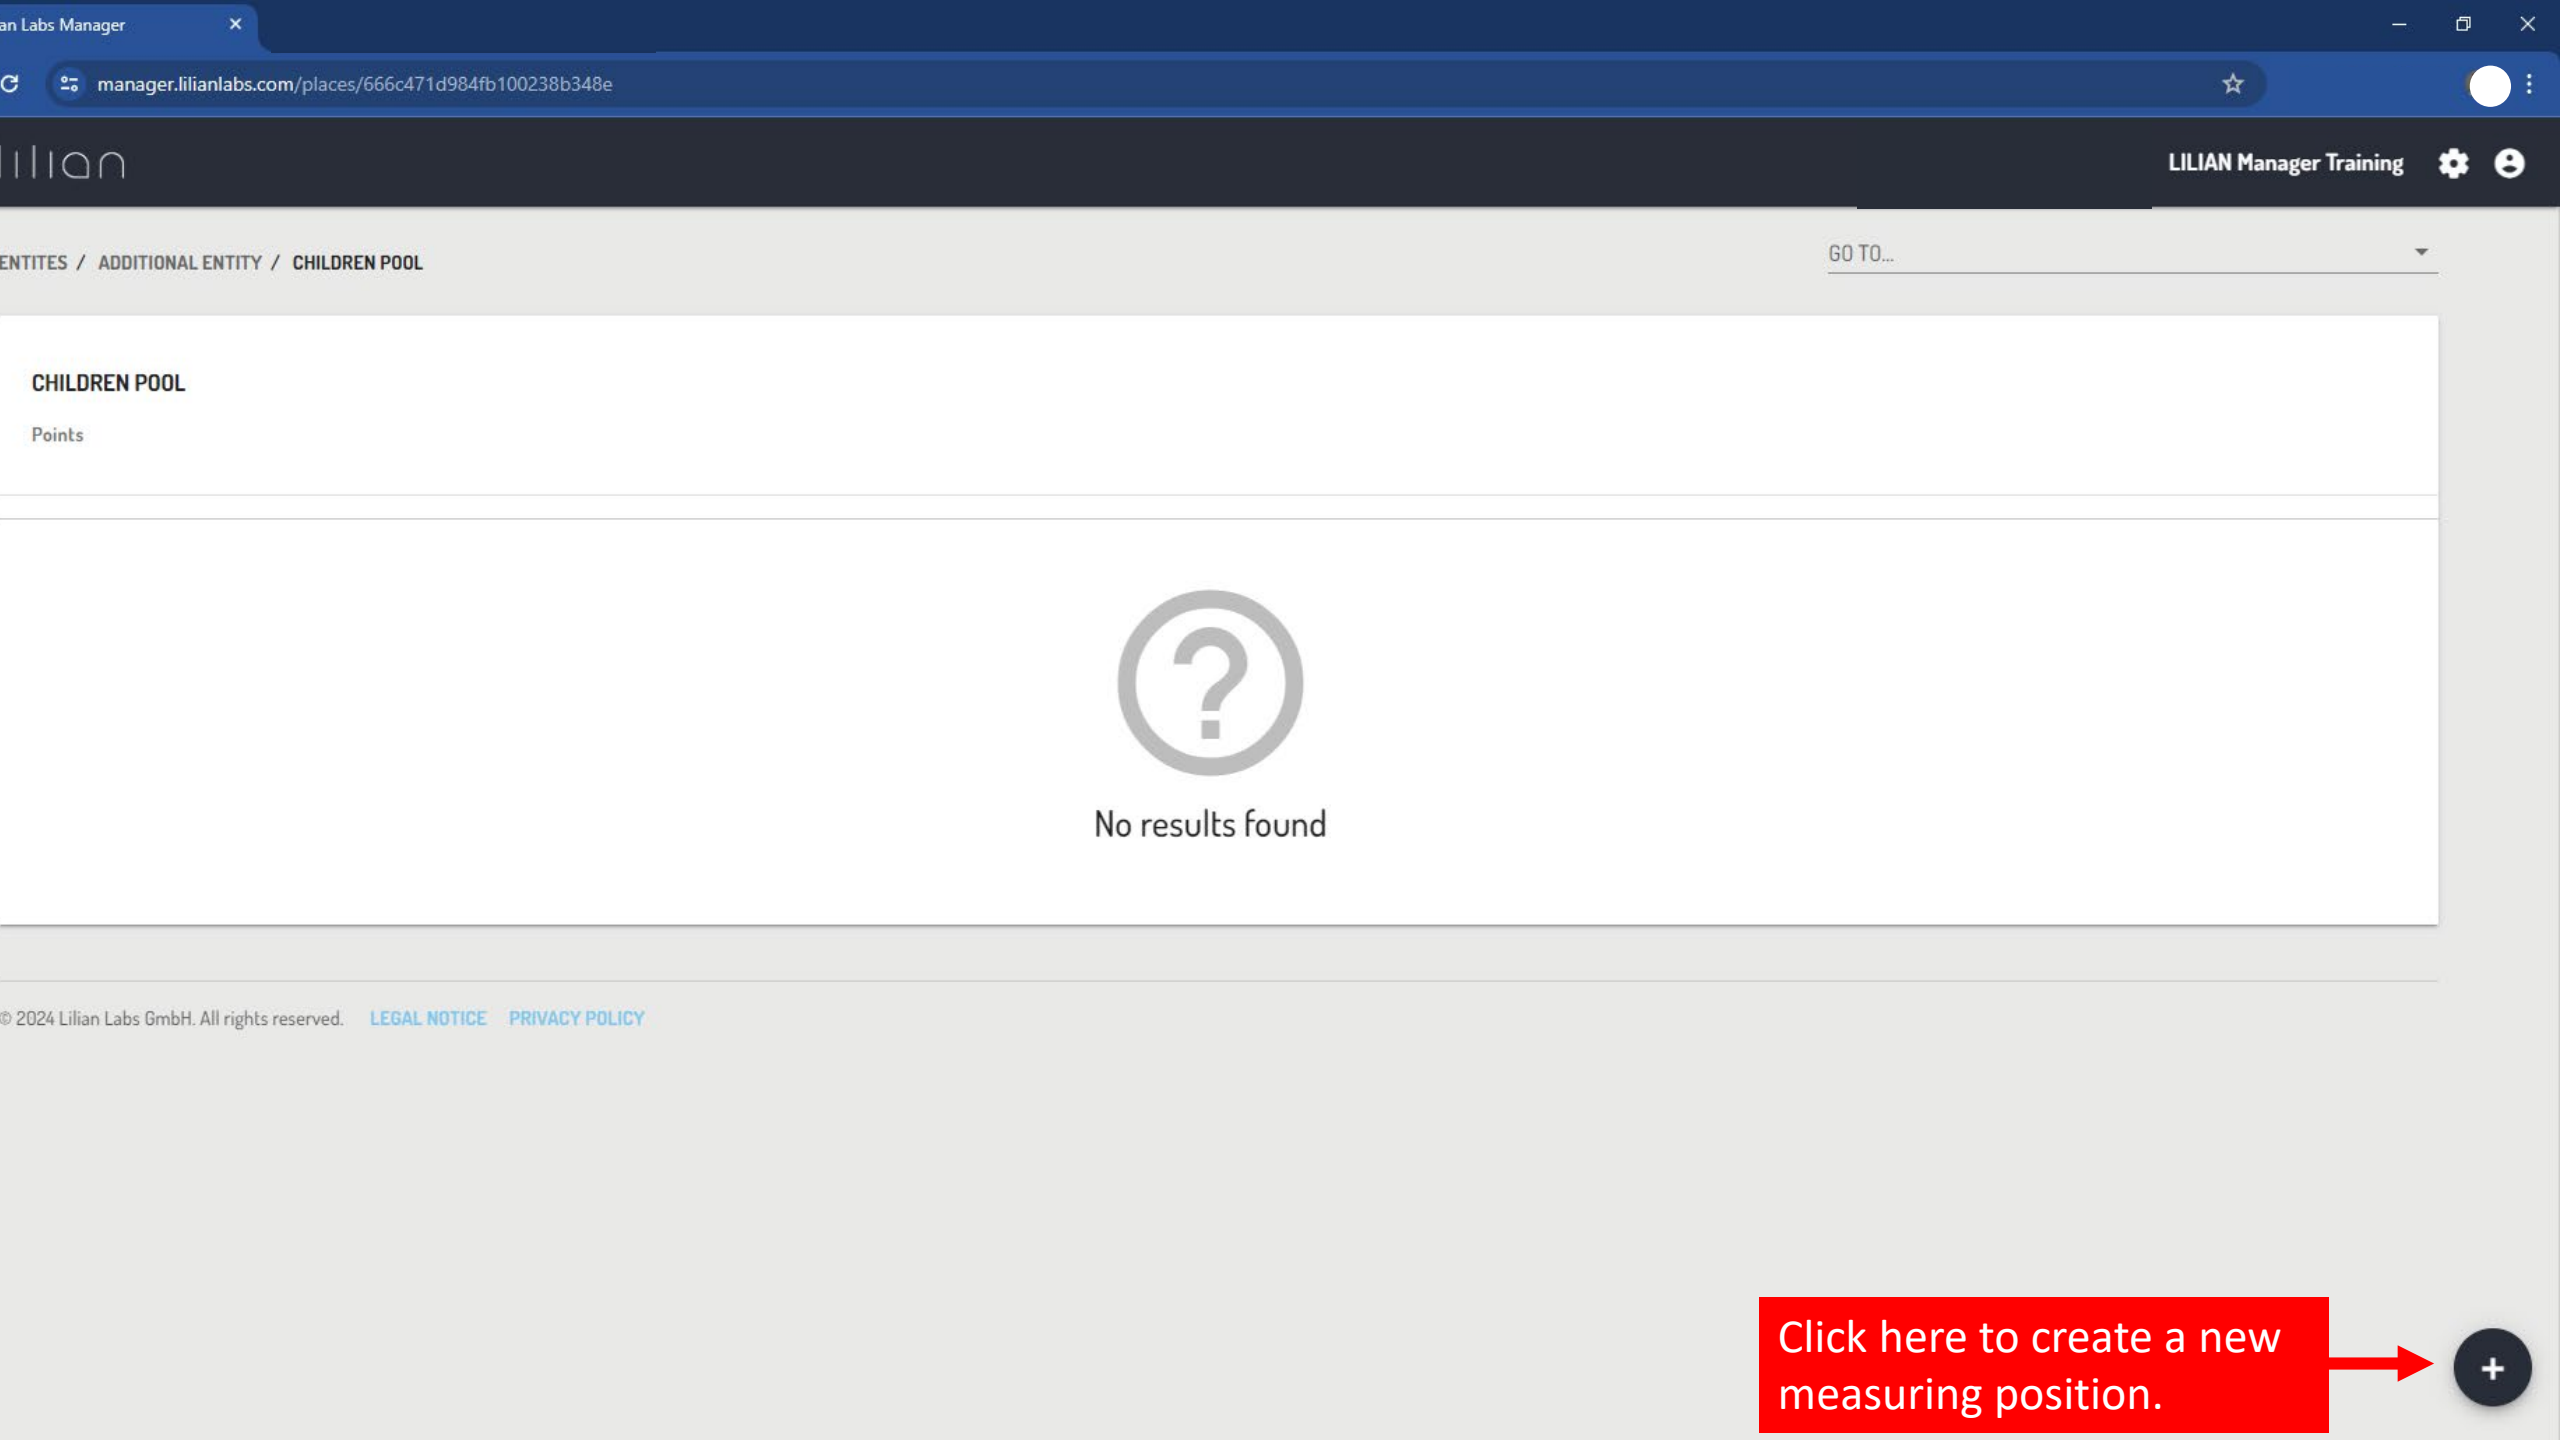 an Labs Manager
manager.lilianlabs.com/places/666c471d984fb100238b348e
lilian
LILIAN Manager Training
ENTITES / ADDITIONAL ENTITY / CHILDREN POOL
GO TO...
CHILDREN POOL
Points
No results found
© 2024 Lilian Labs GmbH. All rights reserved. LEGAL NOTICE PRIVACY POLICY
Click here to create a new
measuring position.